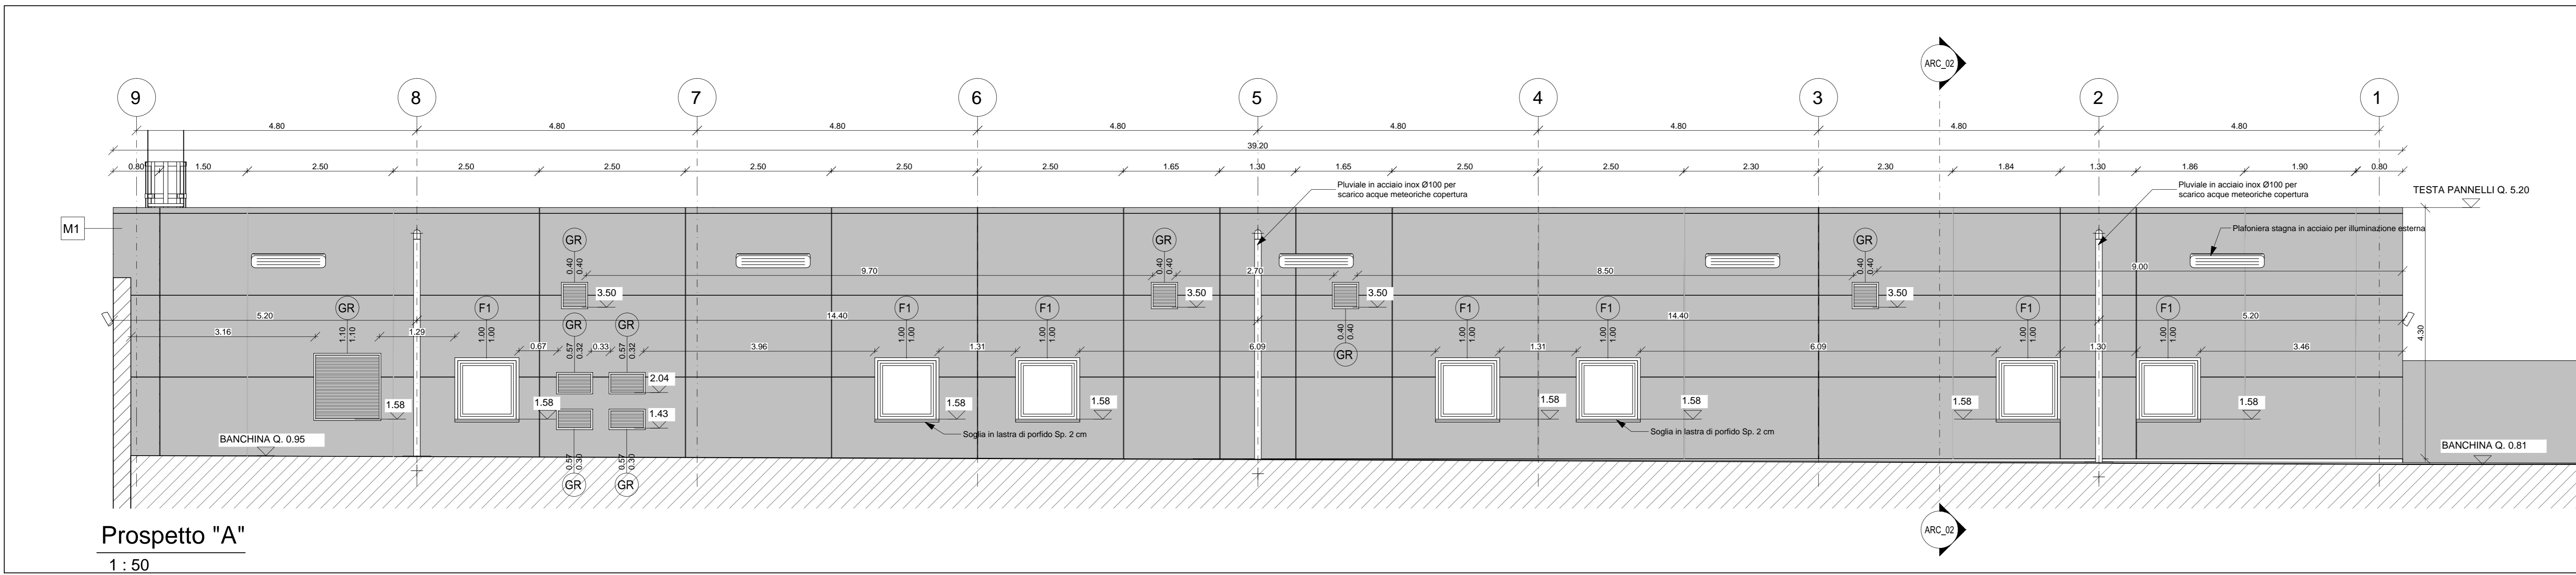 ARC_02
9 8 7 6 5 4 3 2 1
4.80 4.80 4.80 4.80 4.80 4.80 4.80 4.80
39.20
0.80 1.50 2.50 2.50 2.50 2.50 2.50 2.50 1.65 1.30 1.65 2.50 2.50 2.30 2.30 1.84 1.30 1.86 1.90 0.80
Pluviale in acciaio inox Ø100 per
scarico acque meteoriche copertura
Pluviale in acciaio inox Ø100 per
scarico acque meteoriche copertura
TESTA PANNELLI Q. 5.20
M1
Plafoniera stagna in acciaio per illuminazione esterna
GR GR GR
0.40 0.40 0.40 0.40 0.40 0.40
9.70 2.70 8.50 9.00
3.50 3.50 3.50 3.50
GR F1 F1 F1 F1 F1 F1 F1
5.20 14.40 14.40 5.20
GR GR
1.10 1.10 1.00 1.00 1.00 1.00 1.00 1.00 0.40 0.40 1.00 1.00 1.00 1.00 1.00 1.00 1.00 1.00
3.16 1.29
4.30
0.67 0.57 0.32 0.33 0.57 0.32 3.96 1.31 6.09 1.31 6.09 1.30 3.46
GR
2.04
1.58 1.58 1.58 1.58 1.58 1.58 1.58 1.58
1.43
Soglia in lastra di porfido Sp. 2 cm
Soglia in lastra di porfido Sp. 2 cm
BANCHINA Q. 0.95
BANCHINA Q. 0.81
0.57 0.30 0.57 0.30
GR GR
ARC_02
Prospetto "A"
1 : 50